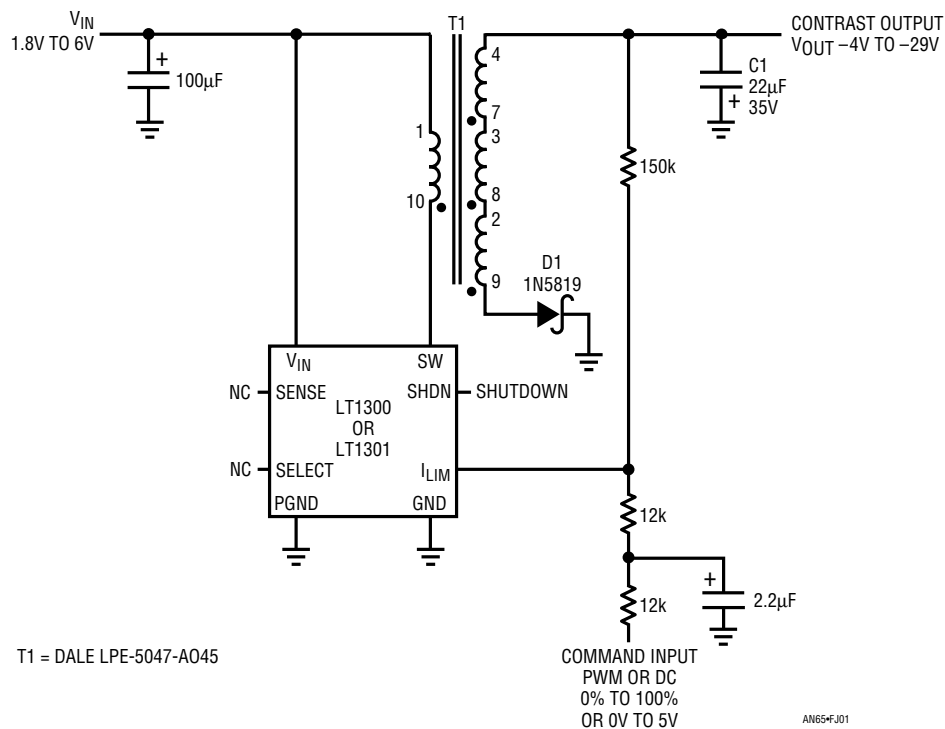 VIN
1.8V TO 6V
100µF
T1
4
7
3
8
2
9
1
10
CONTRAST OUTPUT
VOUT –4V TO –29V
C1
22µF
35V
150k
D1
1N5819
VIN
SW
NC
SENSE
SHDN
SHUTDOWN
LT1300
OR
LT1301
NC
SELECT
ILIM
PGND
GND
12k
12k
2.2µF
T1 = DALE LPE-5047-AO45
COMMAND INPUT
PWM OR DC
0% TO 100%
OR 0V TO 5V
AN65•FJ01